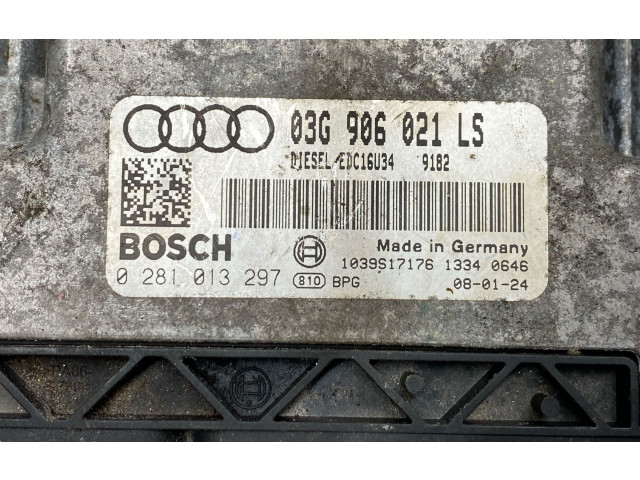 03G 906 021 LS
DIESEL EDC16U34 9182
BOSCH
Made in Germany
1039S17176 1334 0646
0 281 013 297 810 BPG 08-01-24